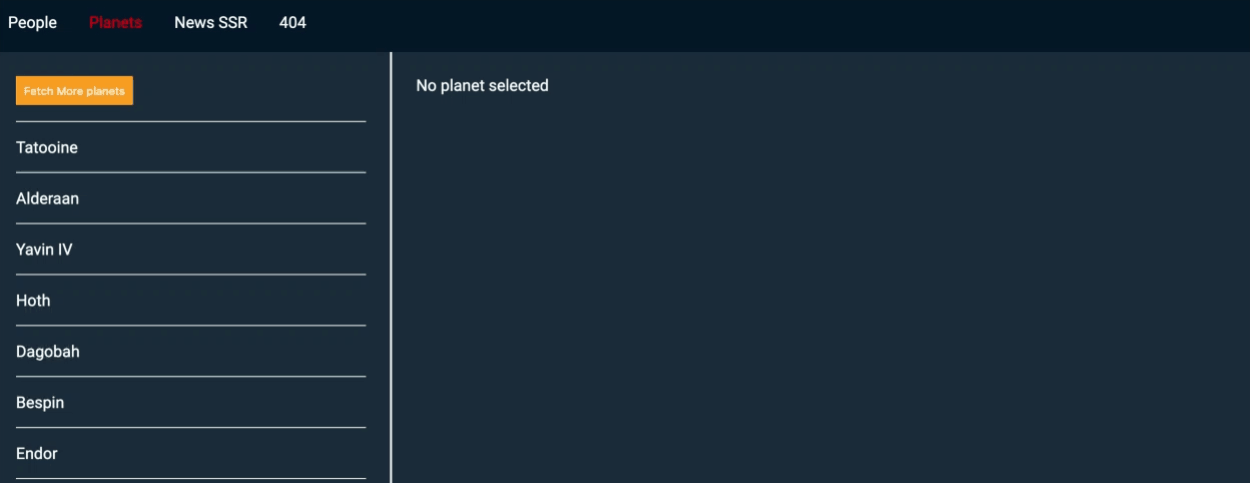 People Planets News SSR 404
Fetch More planets
No planet selected
Tatooine
Alderaan
Yavin IV
Hoth
Dagobah
Bespin
Endor